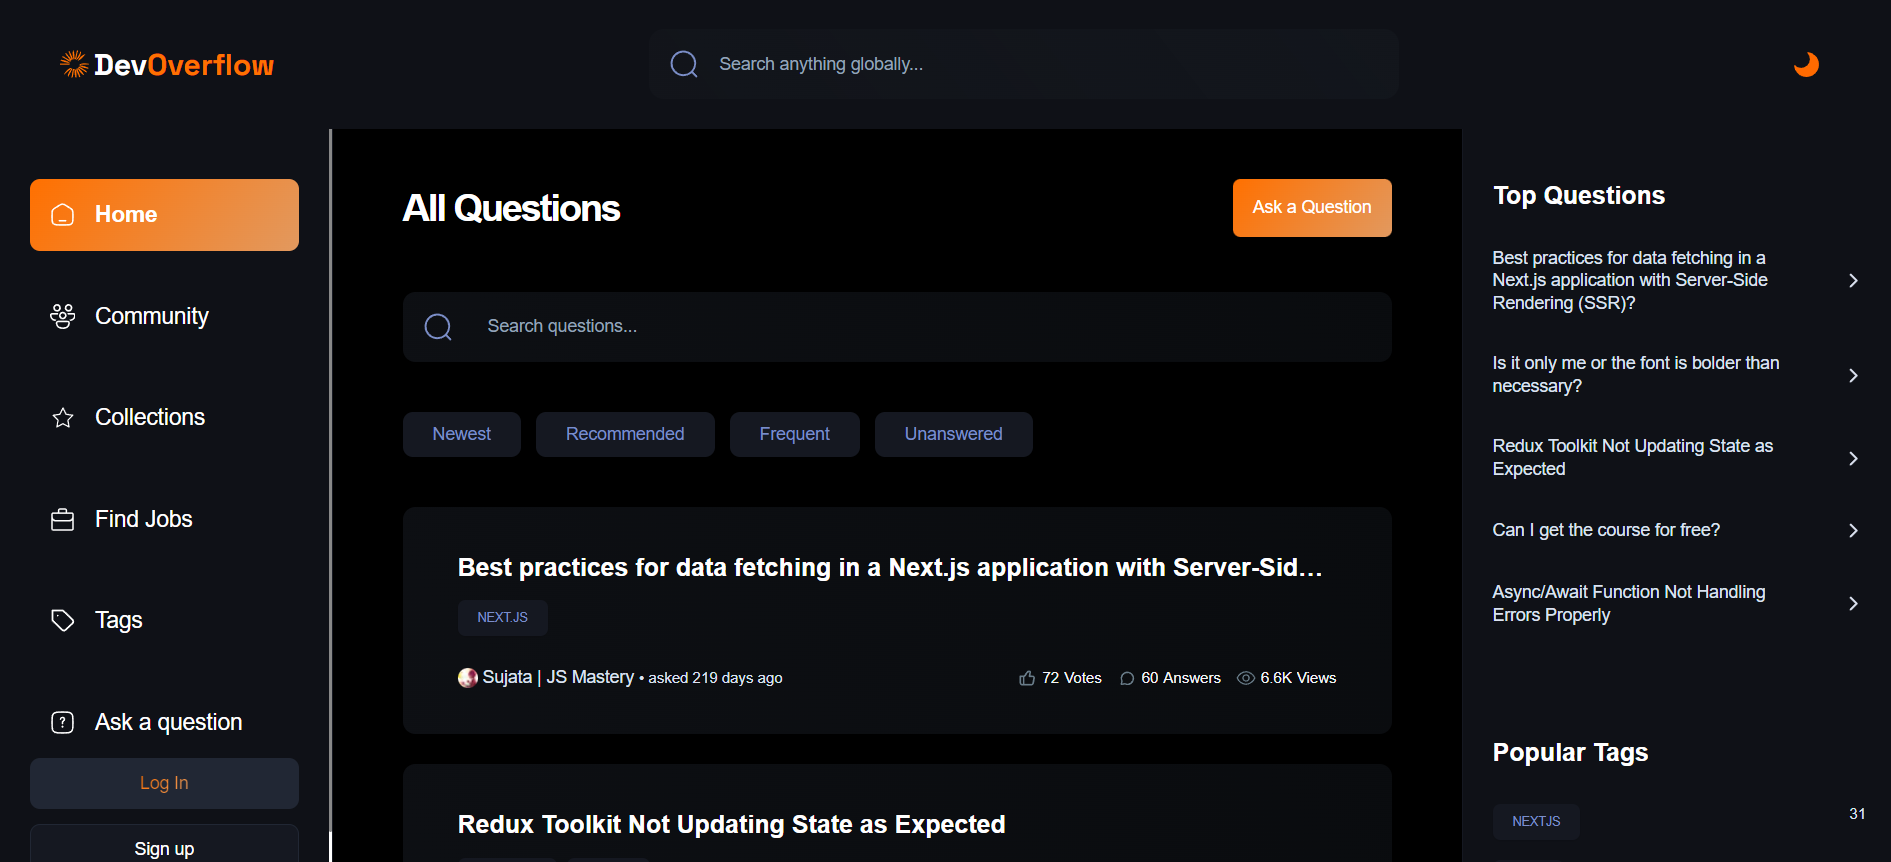 DevOverflow
Search anything globally...
Home
Community
Collections
Find Jobs
Tags
Ask a question
Log In
Sign up
All Questions
Ask a Question
Search questions...
Newest
Recommended
Frequent
Unanswered
Best practices for data fetching in a Next.js application with Server-Sid...
NEXT.JS
Sujata | JS Mastery • asked 219 days ago
72 Votes
60 Answers
6.6K Views
Redux Toolkit Not Updating State as Expected
Top Questions
Best practices for data fetching in a
Next.js application with Server-Side
Rendering (SSR)?
Is it only me or the font is bolder than
necessary?
Redux Toolkit Not Updating State as
Expected
Can I get the course for free?
Async/Await Function Not Handling
Errors Properly
Popular Tags
NEXTJS
31